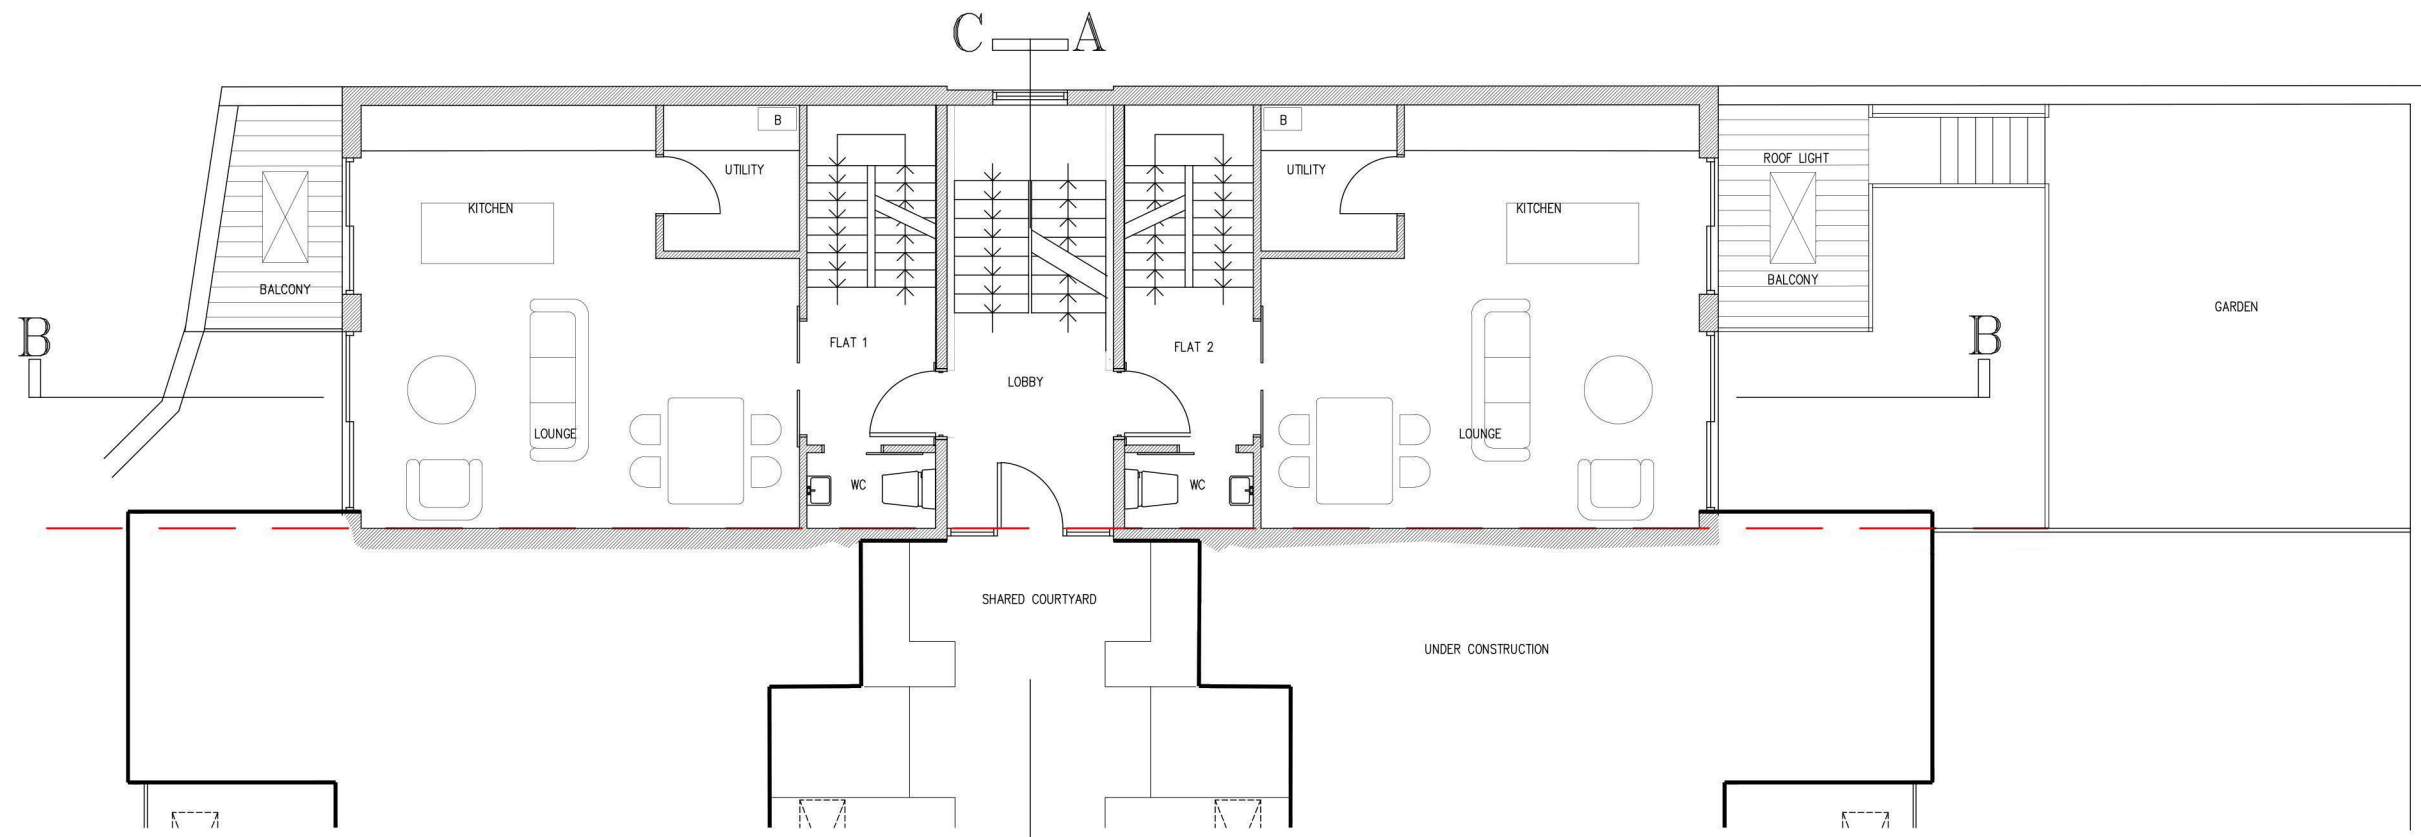 C A
B B
UTILITY UTILITY
ROOF LIGHT
KITCHEN KITCHEN
BALCONY BALCONY
GARDEN
B B
FLAT 1 FLAT 2
LOBBY
LOUNGE LOUNGE
WC WC
SHARED COURTYARD
UNDER CONSTRUCTION